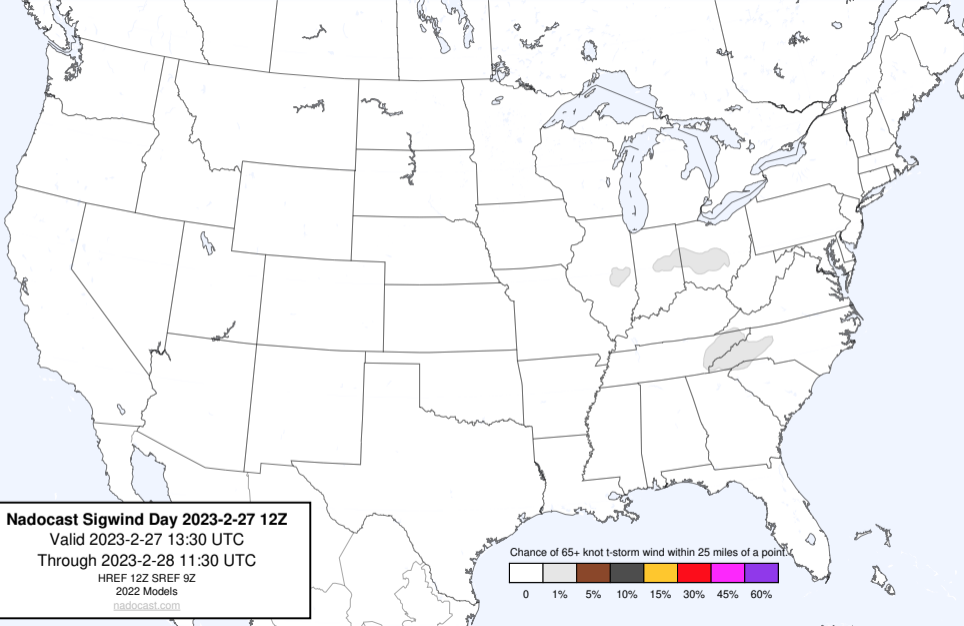 Nadocast Sigwind Day 2023-2-27 12Z
Valid 2023-2-27 13:30 UTC
Through 2023-2-28 11:30 UTC
HREF 12Z SREF 9Z
2022 Models
nadocast.com
Chance of 65+ knot t-storm wind within 25 miles of a point.
0 1% 5% 10% 15% 30% 45% 60%